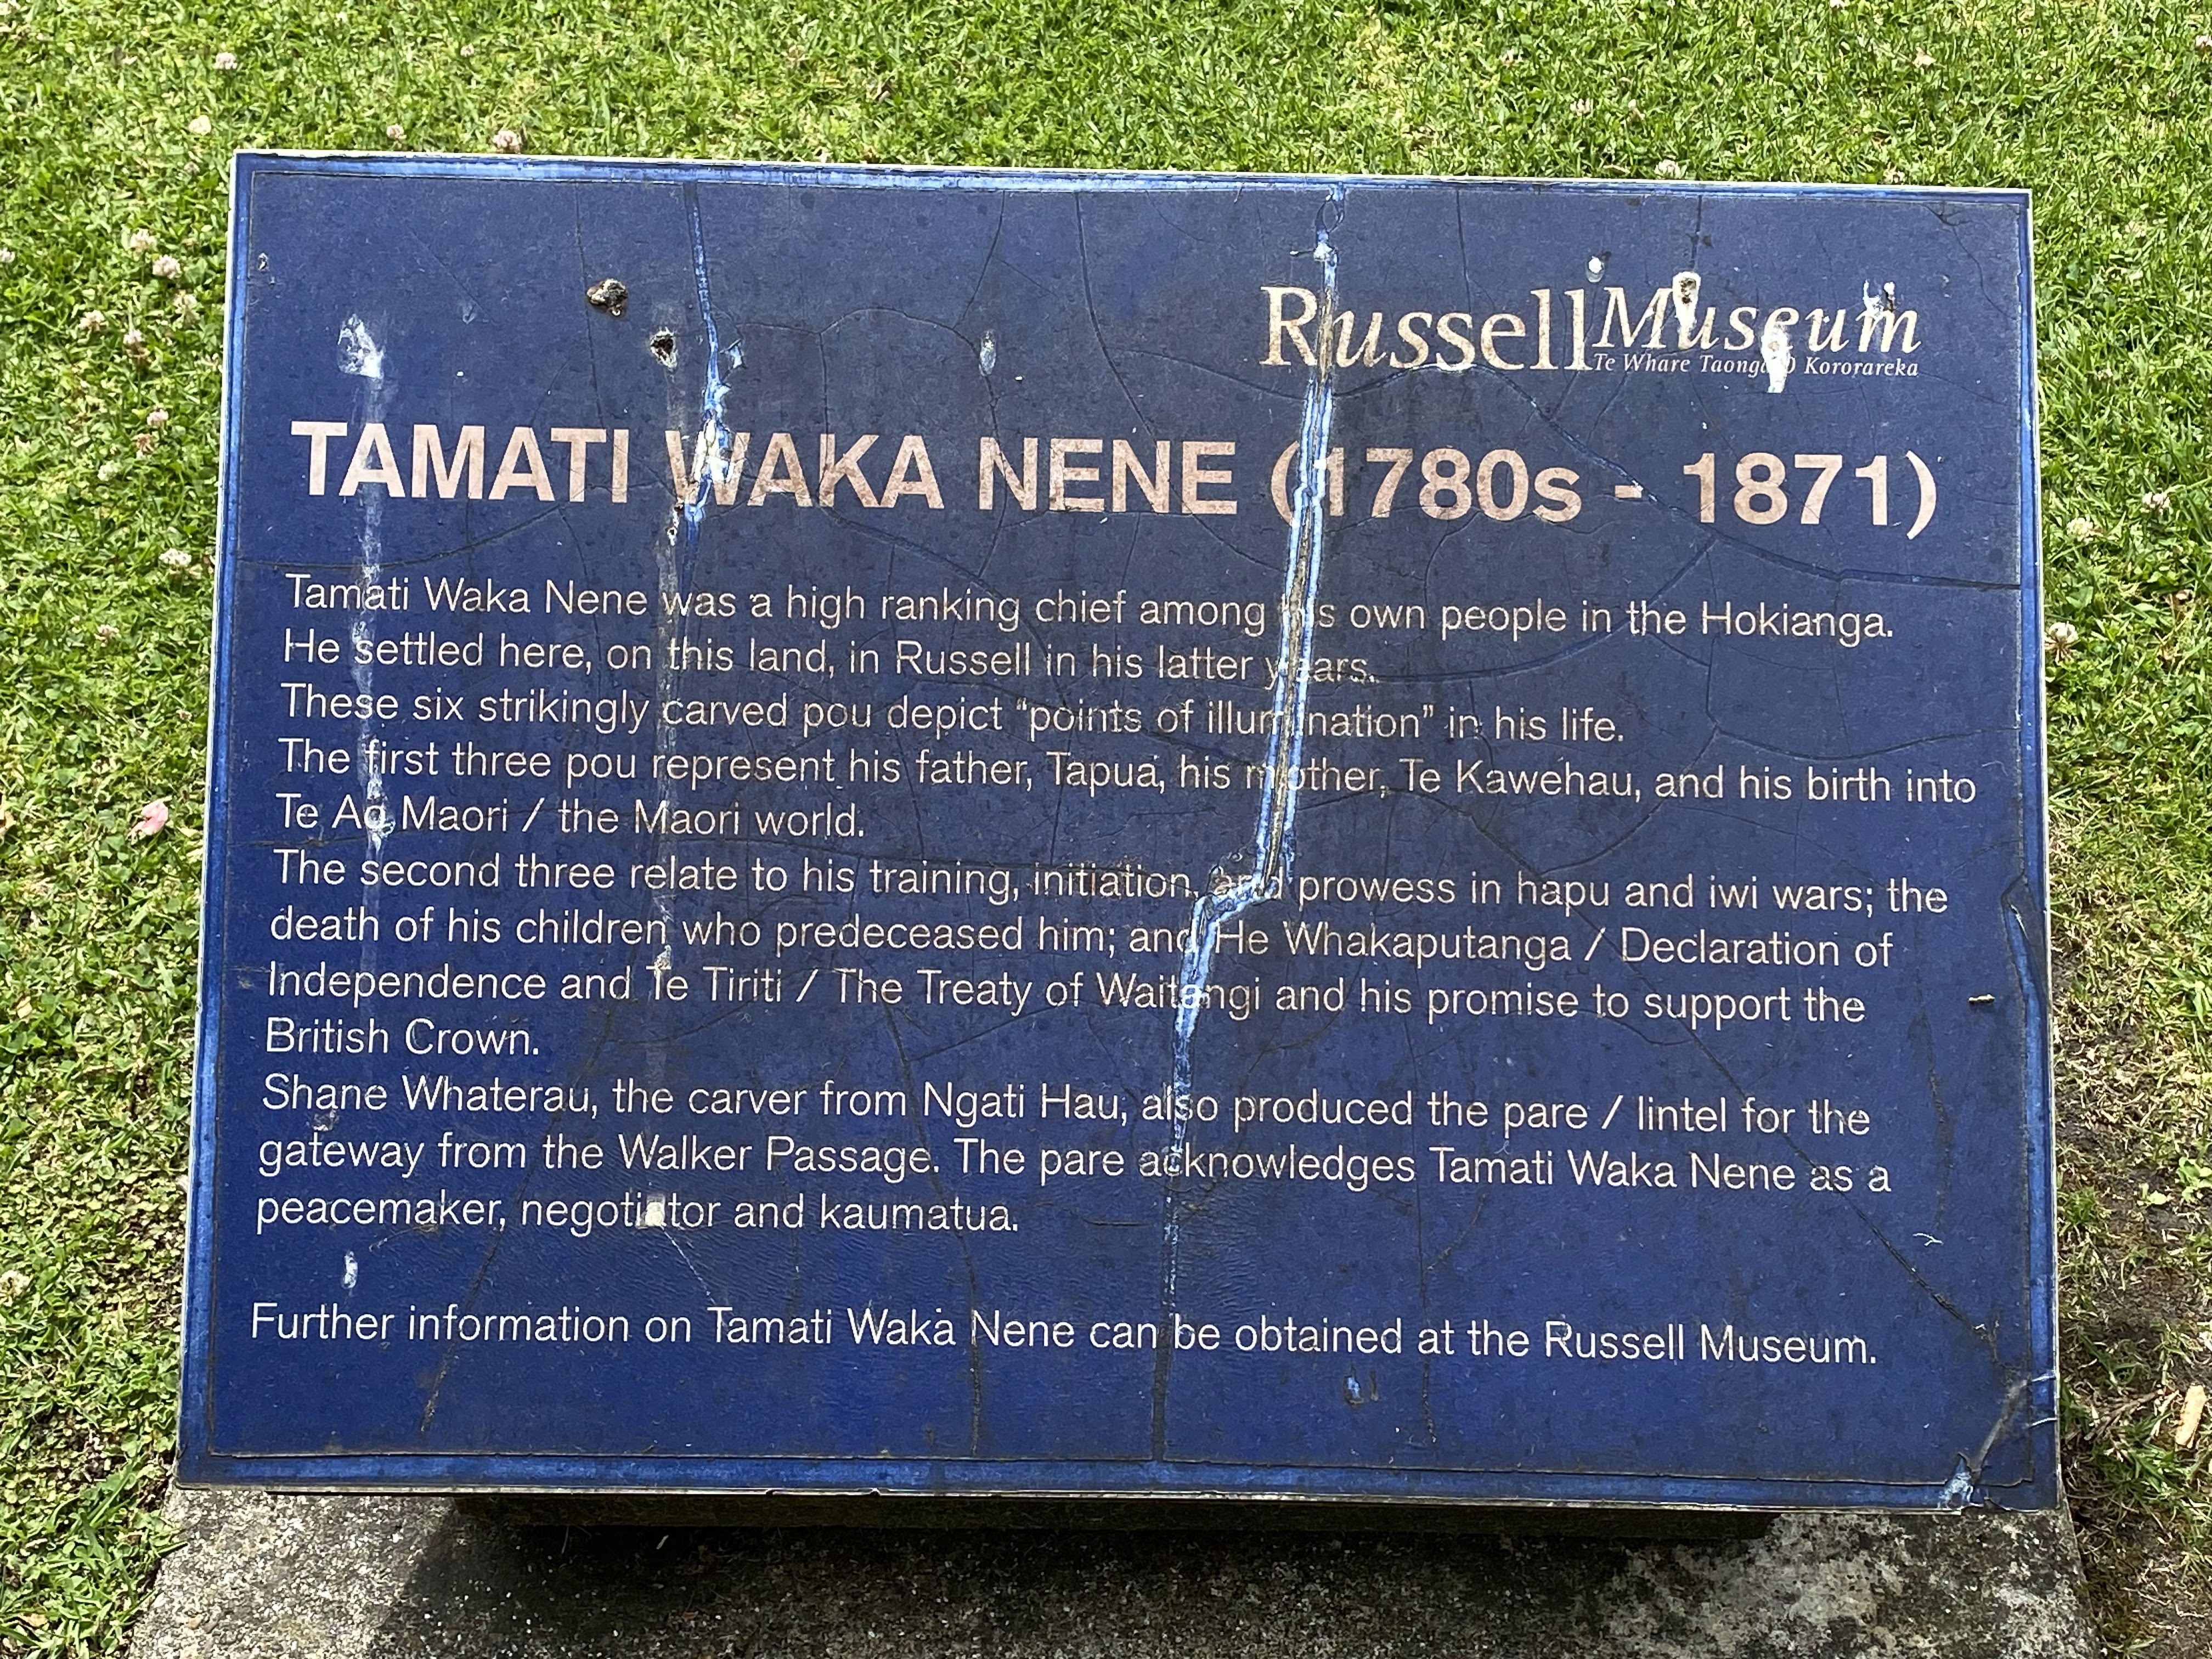 Russell Museum
Te Whare Taonga O Kororareka
TAMATI WAKA NENE (1780s - 1871)
Tamati Waka Nene was a high ranking chief among his own people in the Hokianga.
He settled here, on this land, in Russell in his latter years.
These six strikingly carved pou depict “points of illumination” in his life.
The first three pou represent his father, Tapua, his mother, Te Kawehau, and his birth into
Te Ao Maori / the Maori world.
The second three relate to his training, initiation, and prowess in hapu and iwi wars; the
death of his children who predeceased him; and He Whakaputanga / Declaration of
Independence and Te Tiriti / The Treaty of Waitangi and his promise to support the
British Crown.
Shane Whaterau, the carver from Ngati Hau, also produced the pare / lintel for the
gateway from the Walker Passage. The pare acknowledges Tamati Waka Nene as a
peacemaker, negotiator and kaumatua.
Further information on Tamati Waka Nene can be obtained at the Russell Museum.